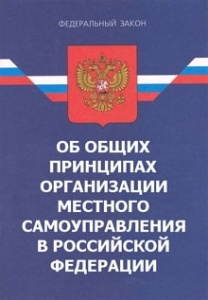 ФЕДЕРАЛЬНЫЙ ЗАКОН
ОБ ОБЩИХ
ПРИНЦИПАХ
ОРГАНИЗАЦИИ
МЕСТНОГО
САМОУПРАВЛЕНИЯ
В РОССИЙСКОЙ
ФЕДЕРАЦИИ